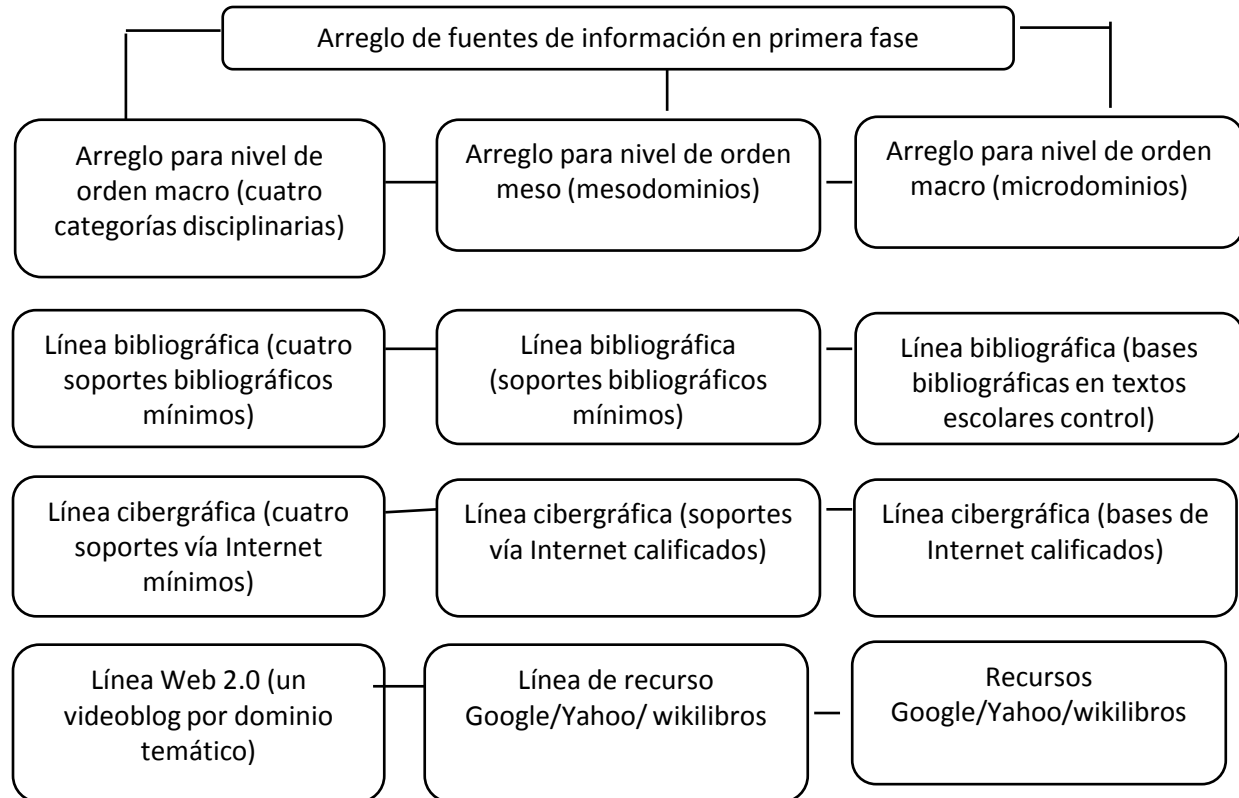 Arreglo de fuentes de información en primera fase
Arreglo para nivel de
orden macro (cuatro
categorías disciplinarias)
Arreglo para nivel de orden
meso (mesodominios)
Arreglo para nivel de orden
macro (microdominios)
Línea bibliográfica (cuatro
soportes bibliográficos
mínimos)
Línea bibliográfica
(soportes bibliográficos
mínimos)
Línea bibliográfica (bases
bibliográficas en textos
escolares control)
Línea cibergráfica (cuatro
soportes vía Internet
mínimos)
Línea cibergráfica (soportes
vía Internet calificados)
Línea cibergráfica (bases de
Internet calificados)
Línea Web 2.0 (un
videoblog por dominio
temático)
Línea de recurso
Google/Yahoo/ wikilibros
Recursos
Google/Yahoo/wikilibros